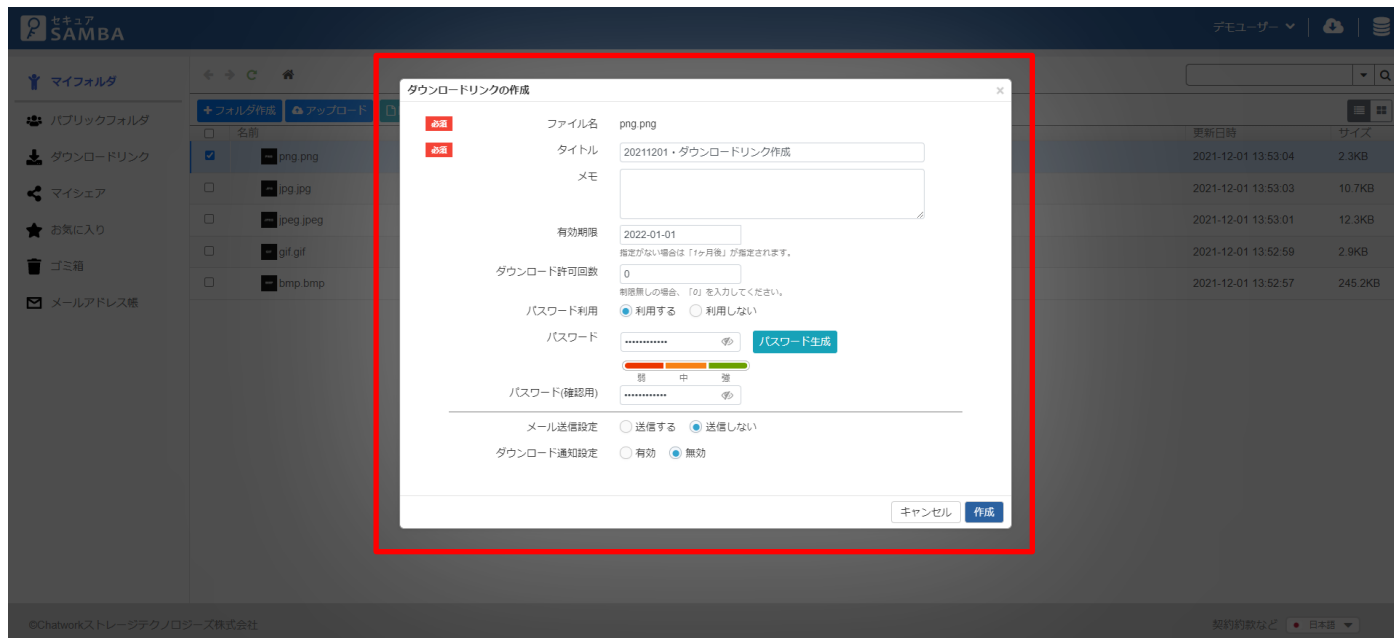 セキュア
SAMBA
デモユーザー
マイフォルダ
パブリックフォルダ
ダウンロードリンク
マイシェア
お気に入り
ゴミ箱
メールアドレス帳
+フォルダ作成 アップロード
名前 更新日時 サイズ
png.png 2021-12-01 13:53:04 2.3KB
jpg.jpg 2021-12-01 13:53:03 10.7KB
jpeg.jpeg 2021-12-01 13:53:01 12.3KB
gif.gif 2021-12-01 13:52:59 2.9KB
bmp.bmp 2021-12-01 13:52:57 245.2KB
ダウンロードリンクの作成 ×
必須 ファイル名 png.png
必須 タイトル 20211201・ダウンロードリンク作成
メモ
有効期限 2022-01-01
指定がない場合は「1ヶ月後」が指定されます。
ダウンロード許可回数 0
制限無しの場合、「0」を入力してください。
パスワード利用 利用する 利用しない
パスワード ・・・・・・・・・・・・ パスワード生成
弱 中 強
パスワード(確認用) ・・・・・・・・・・・・
メール送信設定 送信する 送信しない
ダウンロード通知設定 有効 無効
キャンセル 作成
©Chatworkストレージテクノロジーズ株式会社
契約約款など 日本語